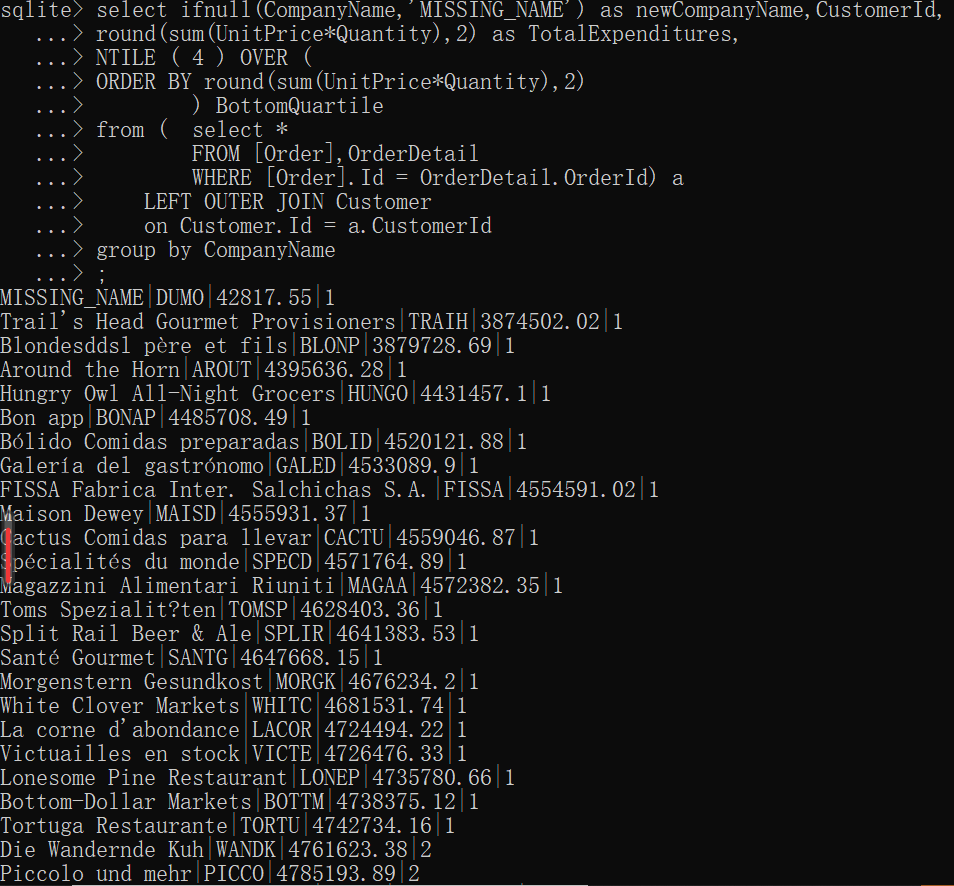 sqlite> select ifnull(CompanyName,'MISSING_NAME') as newCompanyName,CustomerId,
...> round(sum(UnitPrice*Quantity),2) as TotalExpenditures,
...> NTILE ( 4 ) OVER (
...> ORDER BY round(sum(UnitPrice*Quantity),2)
...> ) BottomQuartile
...> from (  select *
...> FROM [Order],OrderDetail
...> WHERE [Order].Id = OrderDetail.OrderId) a
...> LEFT OUTER JOIN Customer
...> on Customer.Id = a.CustomerId
...> group by CompanyName
...> ;
MISSING_NAME|DUMO|42817.55|1
Trail's Head Gourmet Provisioners|TRAIH|3874502.02|1
Blondesddsl père et fils|BLONP|3879728.69|1
Around the Horn|AROUT|4395636.28|1
Hungry Owl All-Night Grocers|HUNGO|4431457.1|1
Bon app|BONAP|4485708.49|1
Bólido Comidas preparadas|BOLID|4520121.88|1
Galería del gastrónomo|GALED|4533089.9|1
FISSA Fabrica Inter. Salchichas S.A.|FISSA|4554591.02|1
Maison Dewey|MAISD|4555931.37|1
Cactus Comidas para llevar|CACTU|4559046.87|1
Spécialités du monde|SPECD|4571764.89|1
Magazzini Alimentari Riuniti|MAGAA|4572382.35|1
Toms Spezialit?ten|TOMSP|4628403.36|1
Split Rail Beer & Ale|SPLIR|4641383.53|1
Santé Gourmet|SANTG|4647668.15|1
Morgenstern Gesundkost|MORGK|4676234.2|1
White Clover Markets|WHITC|4681531.74|1
La corne d'abondance|LACOR|4724494.22|1
Victuailles en stock|VICTE|4726476.33|1
Lonesome Pine Restaurant|LONEP|4735780.66|1
Bottom-Dollar Markets|BOTTM|4738375.12|1
Tortuga Restaurante|TORTU|4742734.16|1
Die Wandernde Kuh|WANDK|4761623.38|2
Piccolo und mehr|PICCO|4785193.89|2